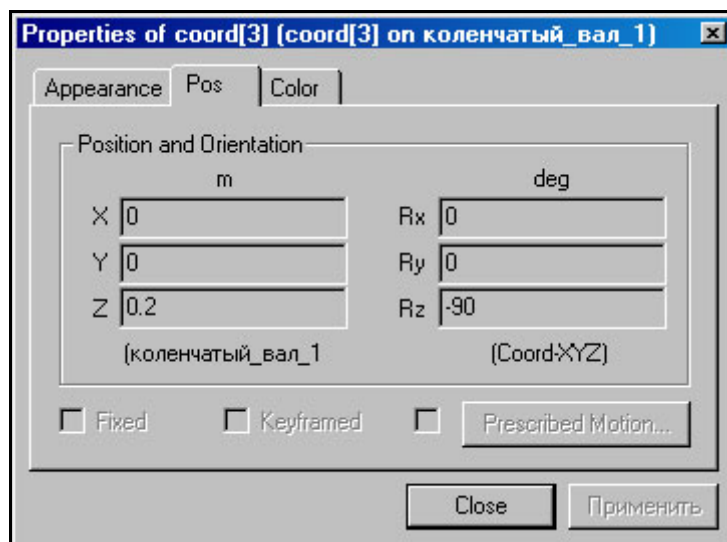 Properties of coord[3] (coord[3] on коленчатый_вал_1)
Appearance Pos Color
Position and Orientation
m deg
X 0 Rx 0
Y 0 Ry 0
Z 0.2 Rz -90
(коленчатый_вал_1 (Coord-XYZ)
Fixed Keyframed Prescribed Motion...
Close Применить